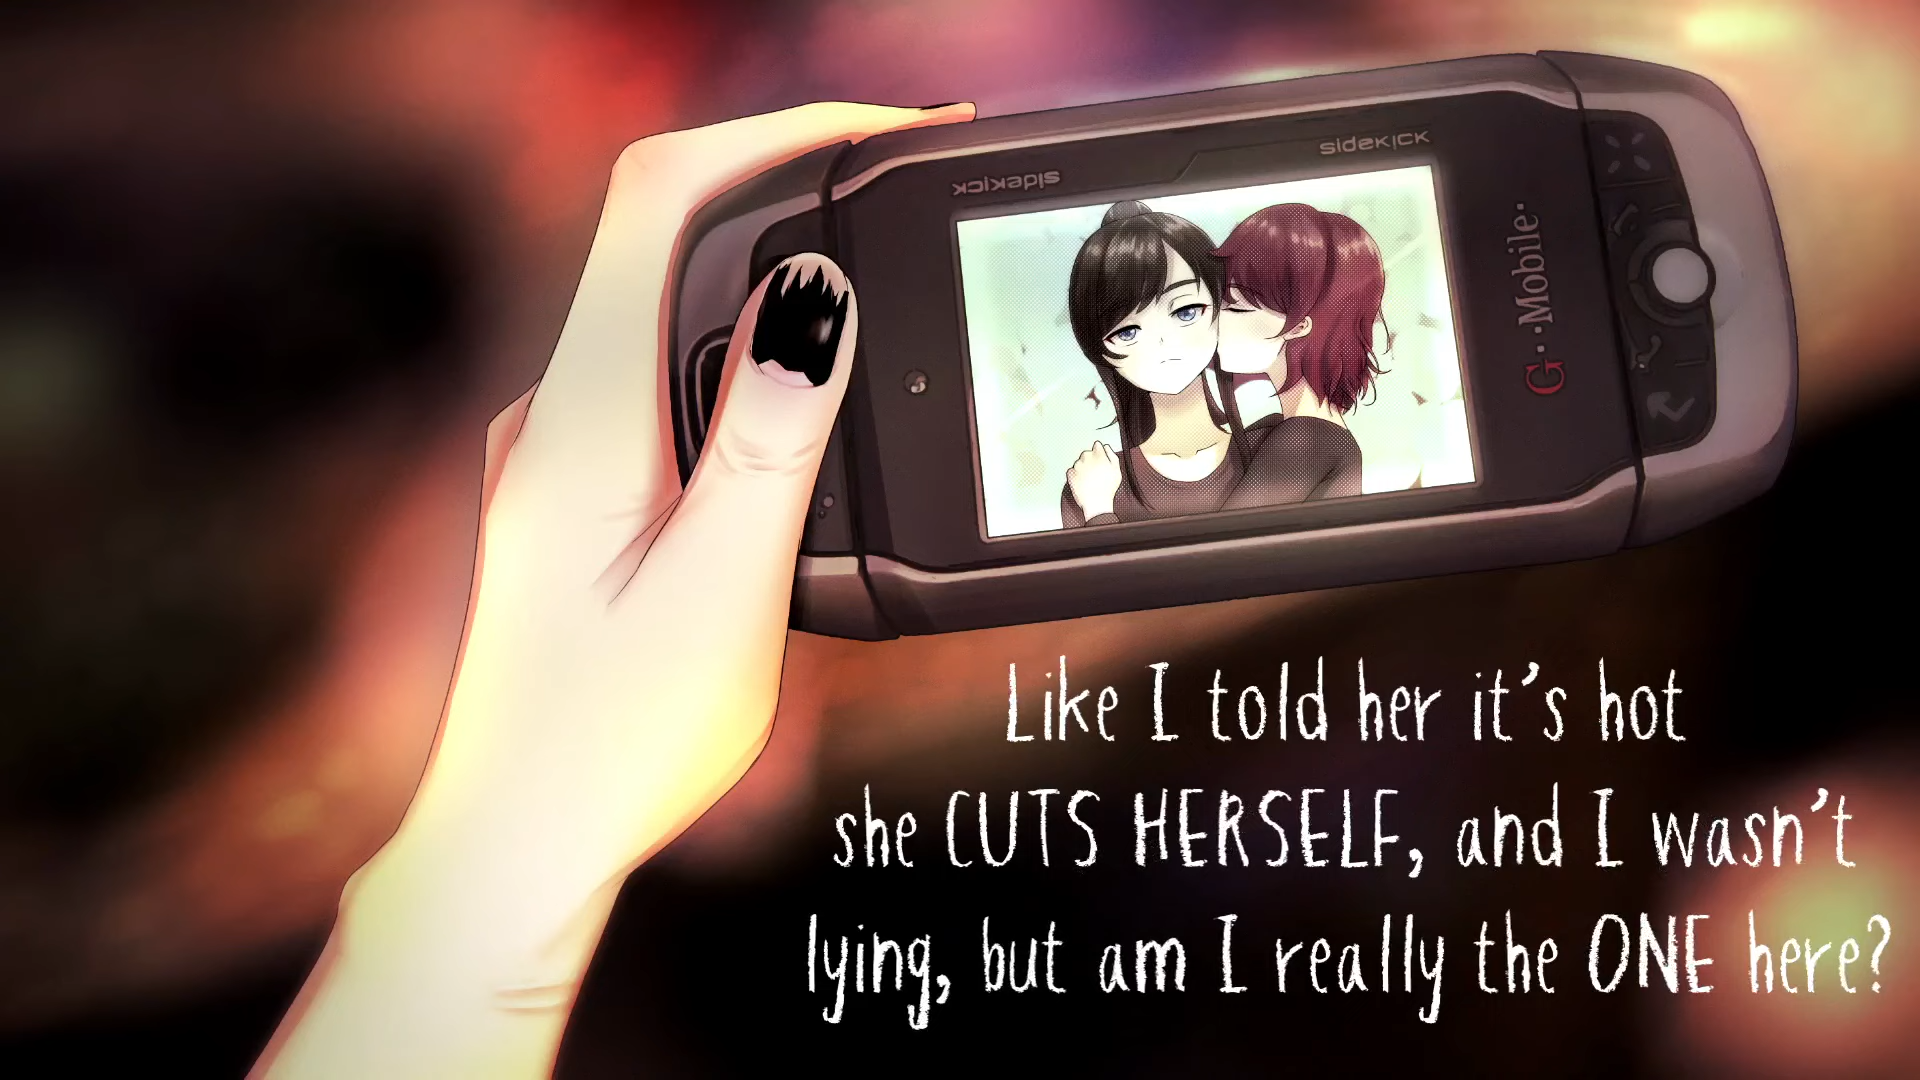 sidekick
sidekick
G··Mobile·
Like I told her it's hot
she CUTS HERSELF, and I wasn't
lying, but am I really the ONE here?